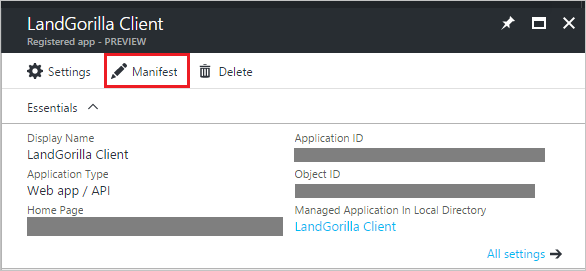 LandGorilla Client
Registered app - PREVIEW
Settings Manifest Delete
Essentials
Display Name Application ID
LandGorilla Client
Application Type Object ID
Web app / API
Home Page Managed Application In Local Directory
LandGorilla Client
All settings